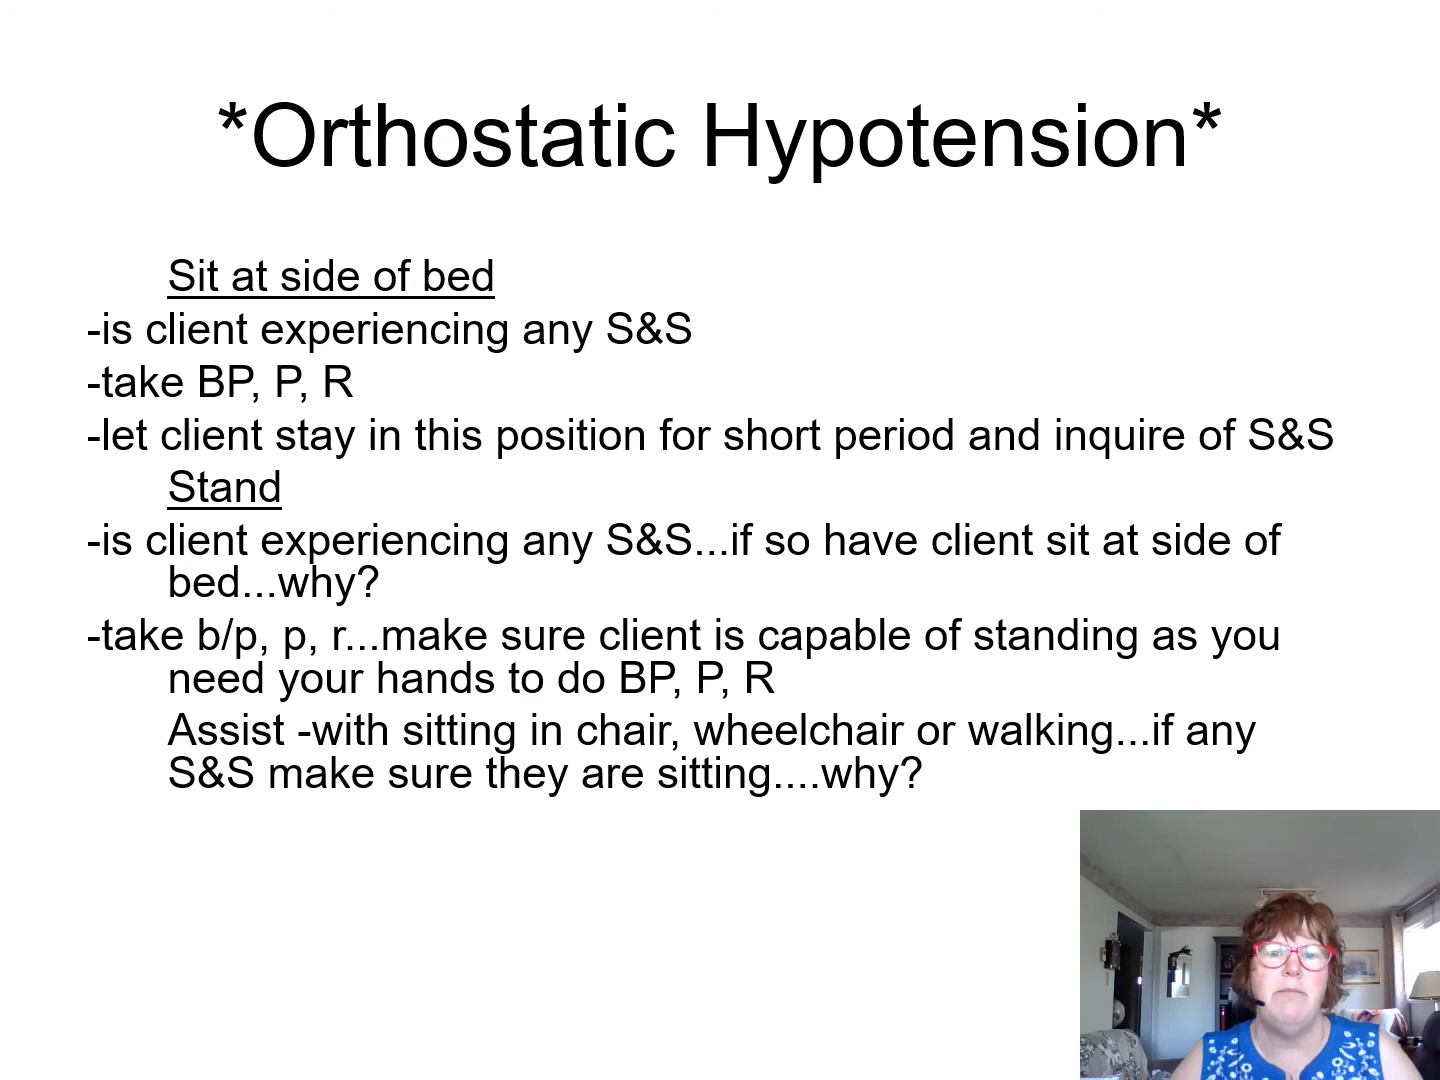 *Orthostatic Hypotension*
Sit at side of bed
-is client experiencing any S&S
-take BP, P, R
-let client stay in this position for short period and inquire of S&S
Stand
-is client experiencing any S&S...if so have client sit at side of
bed...why?
-take b/p, p, r...make sure client is capable of standing as you
need your hands to do BP, P, R
Assist -with sitting in chair, wheelchair or walking...if any
S&S make sure they are sitting....why?